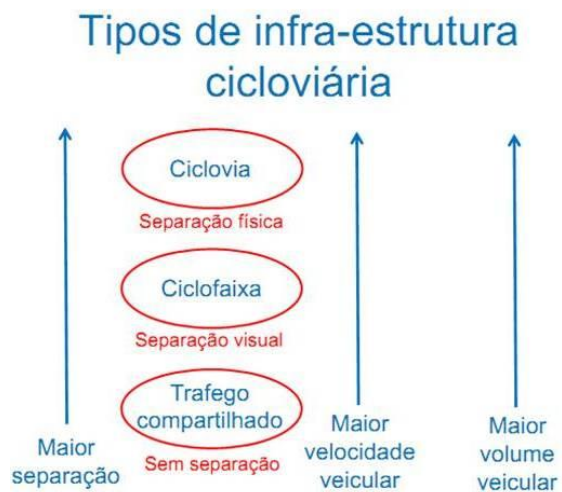 Tipos de infra-estrutura
cicloviária
Ciclovia
Separação física
Ciclofaixa
Separação visual
Trafego
compartilhado
Sem separação
Maior
separação
Maior
velocidade
veicular
Maior
volume
veicular